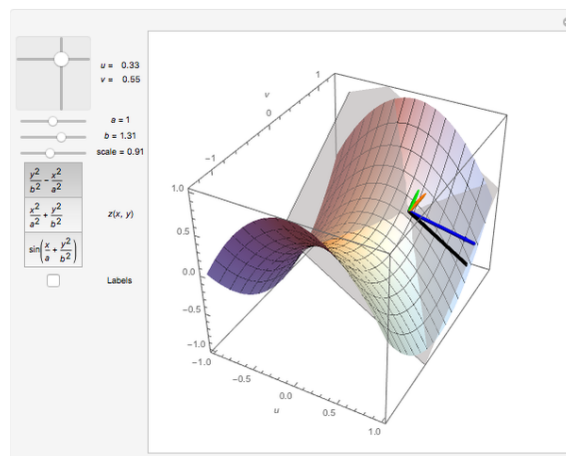 u = 0.33
v = 0.55
a = 1
b = 1.31
scale = 0.91
y²/b² - x²/a²
x²/a² + y²/b²
z(x, y)
sin(x/a + y²/b²)
Labels
v
1
0
-1
1.0
0.5
0.0
-0.5
-1.0
-1.0
-0.5
0.0
0.5
1.0
u